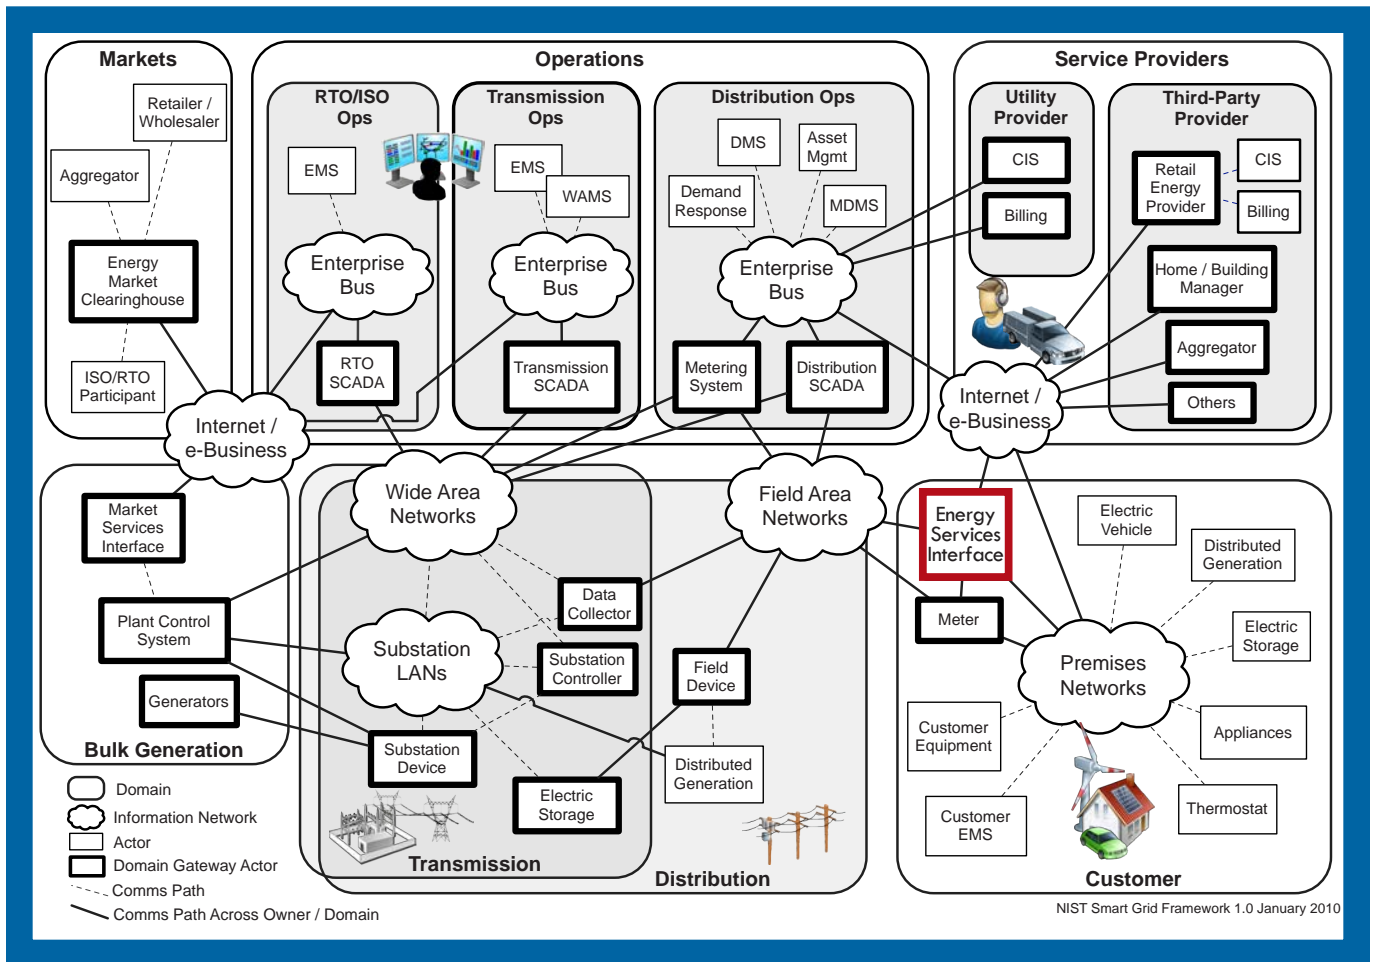 Markets
Retailer /
Wholesaler
Aggregator
Energy
Market
Clearinghouse
ISO/RTO
Participant
Operations
RTO/ISO
Ops
EMS
Enterprise
Bus
RTO
SCADA
Transmission
Ops
EMS
WAMS
Enterprise
Bus
Transmission
SCADA
Distribution Ops
DMS
Asset
Mgmt
Demand
Response
MDMS
Enterprise
Bus
Metering
System
Distribution
SCADA
Service Providers
Utility
Provider
CIS
Billing
Third-Party
Provider
Retail
Energy
Provider
CIS
Billing
Home / Building
Manager
Aggregator
Others
Internet /
e-Business
Internet /
e-Business
Market
Services
Interface
Plant Control
System
Generators
Bulk Generation
Wide Area
Networks
Field Area
Networks
Data
Collector
Substation
LANs
Substation
Controller
Field
Device
Substation
Device
Electric
Storage
Distributed
Generation
Transmission
Distribution
Energy
Services
Interface
Meter
Electric
Vehicle
Distributed
Generation
Electric
Storage
Premises
Networks
Customer
Equipment
Appliances
Customer
EMS
Thermostat
Customer
Domain
Information Network
Actor
Domain Gateway Actor
Comms Path
Comms Path Across Owner / Domain
NIST Smart Grid Framework 1.0 January 2010